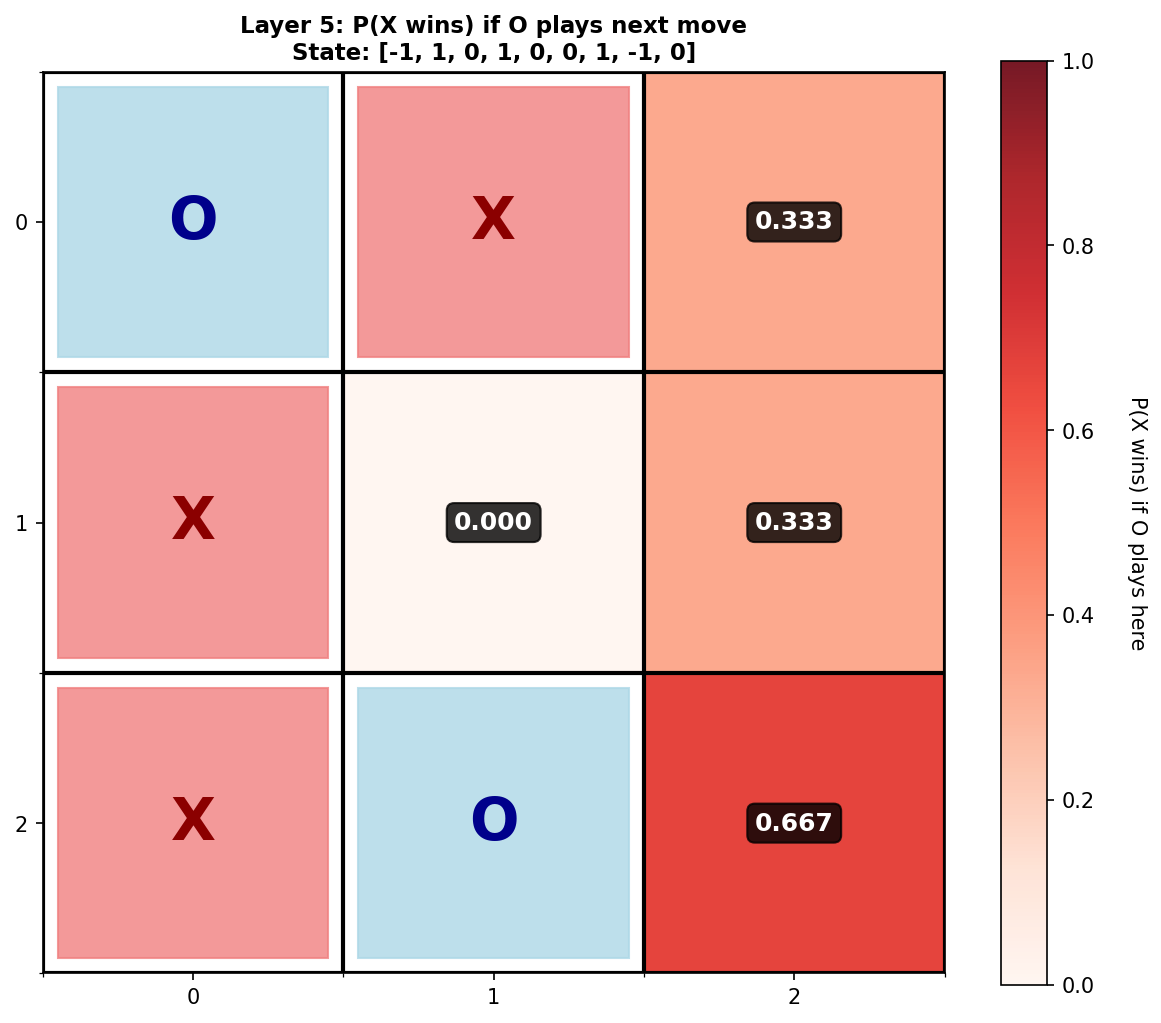 Layer 5: P(X wins) if O plays next move
State: [-1, 1, 0, 1, 0, 0, 1, -1, 0]
0
O
X
0.333
1
X
0.000
0.333
2
X
O
0.667
0
1
2
1.0
0.8
0.6
0.4
0.2
0.0
P(X wins) if O plays here